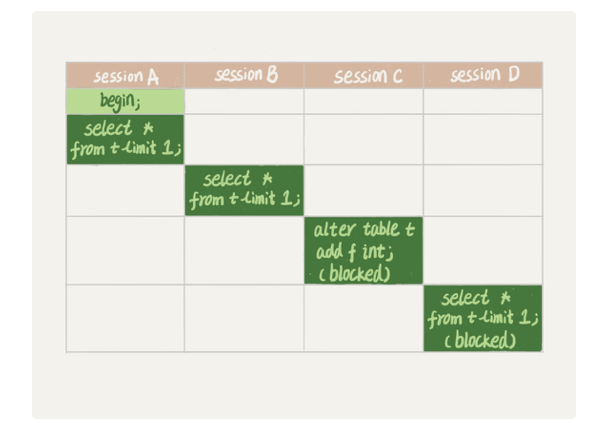 session A session B session C session D
begin;
select *
from t limit 1;
select *
from t limit 1;
alter table t
add f int;
(blocked)
select *
from t limit 1;
(blocked)